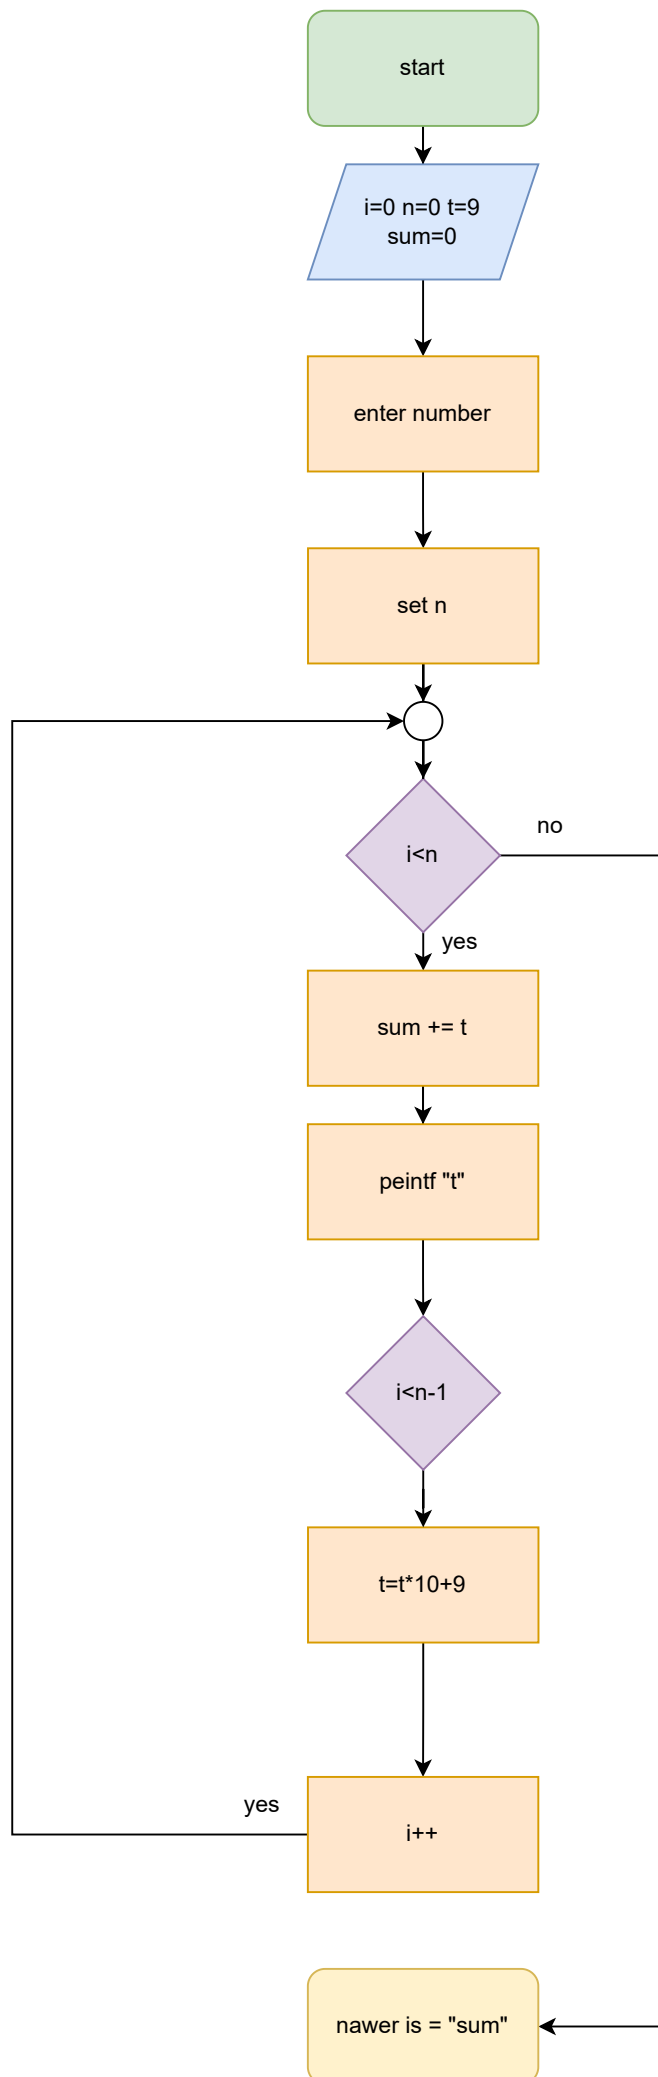 start
i=0 n=0 t=9
sum=0
enter number
set n
i<n
no
yes
sum += t
peintf "t"
i<n-1
t=t*10+9
yes
i++
nawer is = "sum"